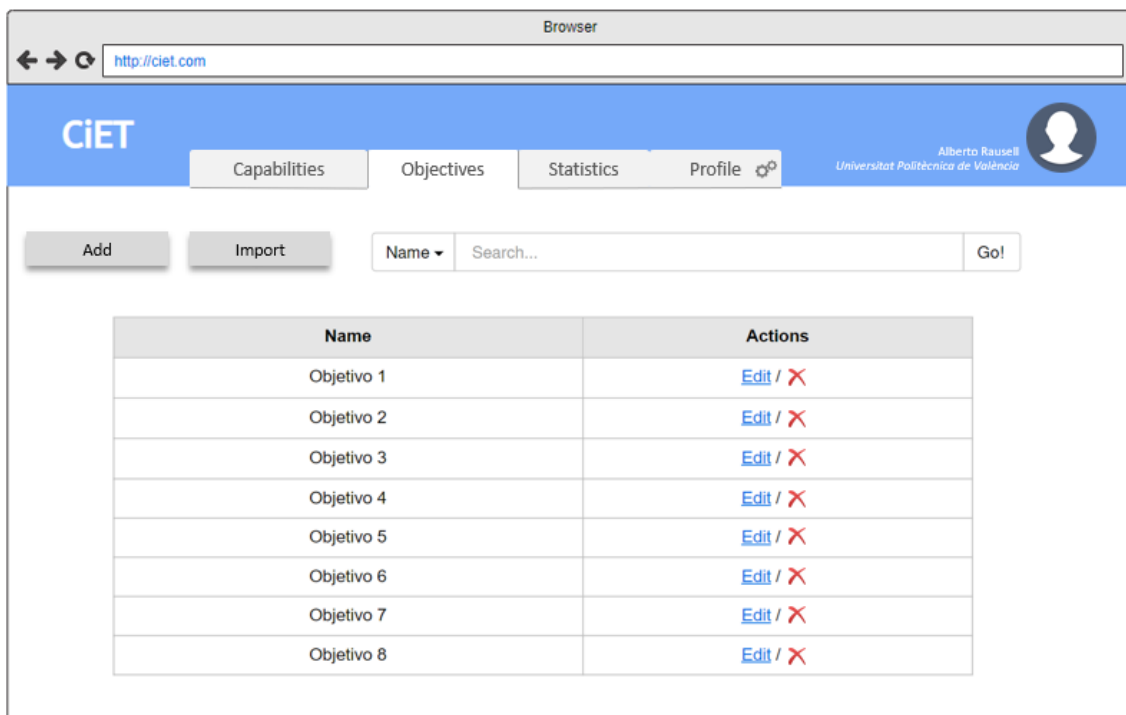 Browser
http://ciet.com
CiET
Alberto Rausell
Universitat Politècnica de València
Capabilities Objectives Statistics Profile
Add Import Name Search... Go!
Name Actions
Objetivo 1 Edit /
Objetivo 2 Edit /
Objetivo 3 Edit /
Objetivo 4 Edit /
Objetivo 5 Edit /
Objetivo 6 Edit /
Objetivo 7 Edit /
Objetivo 8 Edit /